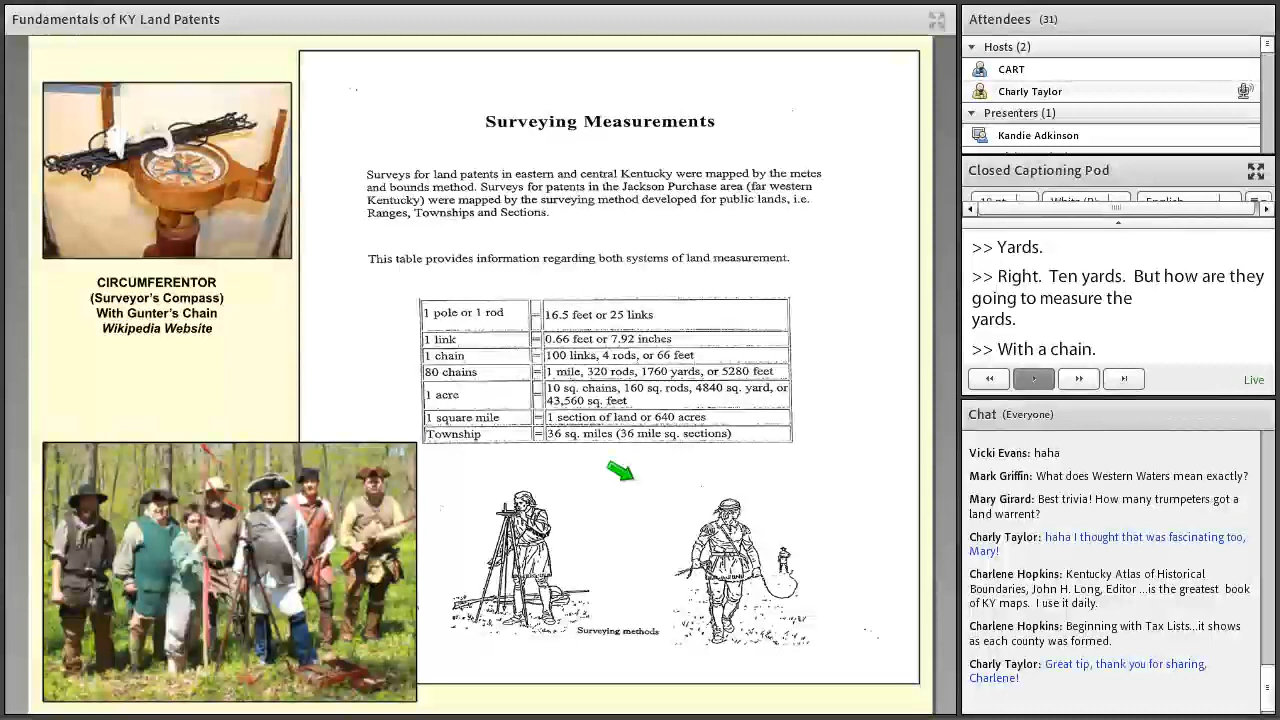 Fundamentals of KY Land Patents
CIRCUMFERENTOR
(Surveyor's Compass)
With Gunter's Chain
Wikipedia Website
Surveying Measurements
Surveys for land patents in eastern and central Kentucky were mapped by the metes
and bounds method. Surveys for patents in the Jackson Purchase area (far western
Kentucky) were mapped by the surveying method developed for public lands, i.e.
Ranges, Townships and Sections.
This table provides information regarding both systems of land measurement.
1 pole or 1 rod = 16.5 feet or 25 links
1 link = 0.66 feet or 7.92 inches
1 chain = 100 links, 4 rods, or 66 feet
80 chains = 1 mile, 320 rods, 1760 yards, or 5280 feet
1 acre = 10 sq. chains, 160 sq. rods, 4840 sq. yard, or
43,560 sq. feet
1 square mile = 1 section of land or 640 acres
Township = 36 sq. miles (36 mile sq. sections)
Surveying methods
Attendees (31)
Hosts (2)
CART
Charly Taylor
Presenters (1)
Kandie Adkinson
Closed Captioning Pod
>> Yards.
>> Right. Ten yards. But how are they
going to measure the
yards.
>> With a chain.
Live
Chat (Everyone)
Vicki Evans: haha
Mark Griffin: What does Western Waters mean exactly?
Mary Girard: Best trivia! How many trumpeters got a
land warrent?
Charly Taylor: haha I thought that was fascinating too,
Mary!
Charlene Hopkins: Kentucky Atlas of Historical
Boundaries, John H. Long, Editor ...is the greatest book
of KY maps. I use it daily.
Charlene Hopkins: Beginning with Tax Lists...it shows
as each county was formed.
Charly Taylor: Great tip, thank you for sharing,
Charlene!